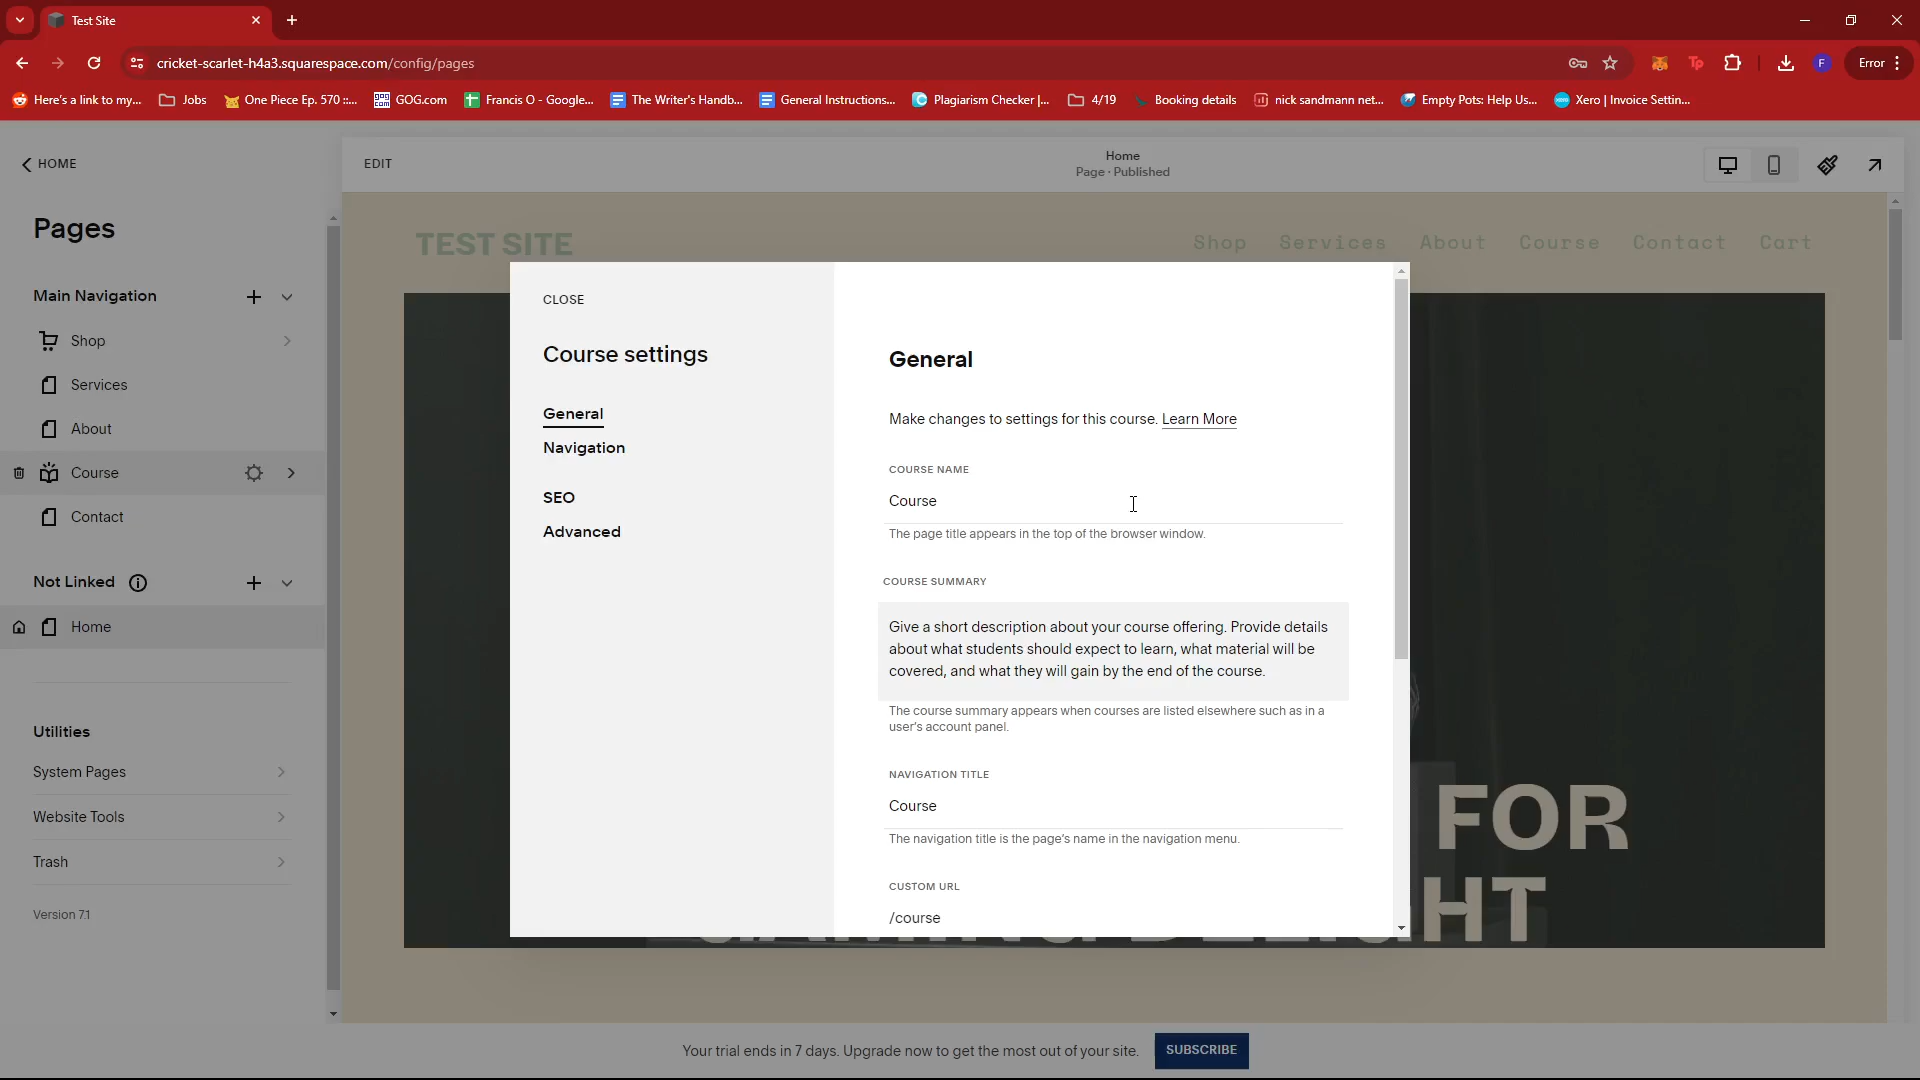 Test Site
cricket-scarlet-h4a3.squarespace.com/config/pages
Error
Here's a link to my...
Jobs
One Piece Ep. 570 ::...
GOG.com
Francis O - Google...
The Writer's Handb...
General Instructions...
Plagiarism Checker |...
4/19
Booking details
nick sandmann net...
Empty Pots: Help Us...
Xero | Invoice Settin...
HOME
EDIT
Home
Page · Published
Pages
Main Navigation
Shop
Services
About
Course
Contact
Not Linked
Home
Utilities
System Pages
Website Tools
Trash
Version 7.1
TEST SITE
Shop Services About Course Contact Cart
CLOSE
Course settings
General
Navigation
SEO
Advanced
General
Make changes to settings for this course. Learn More
COURSE NAME
Course
The page title appears in the top of the browser window.
COURSE SUMMARY
Give a short description about your course offering. Provide details
about what students should expect to learn, what material will be
covered, and what they will gain by the end of the course.
The course summary appears when courses are listed elsewhere such as in a
user's account panel.
NAVIGATION TITLE
Course
The navigation title is the page's name in the navigation menu.
CUSTOM URL
/course
FOR
Your trial ends in 7 days. Upgrade now to get the most out of your site.
SUBSCRIBE